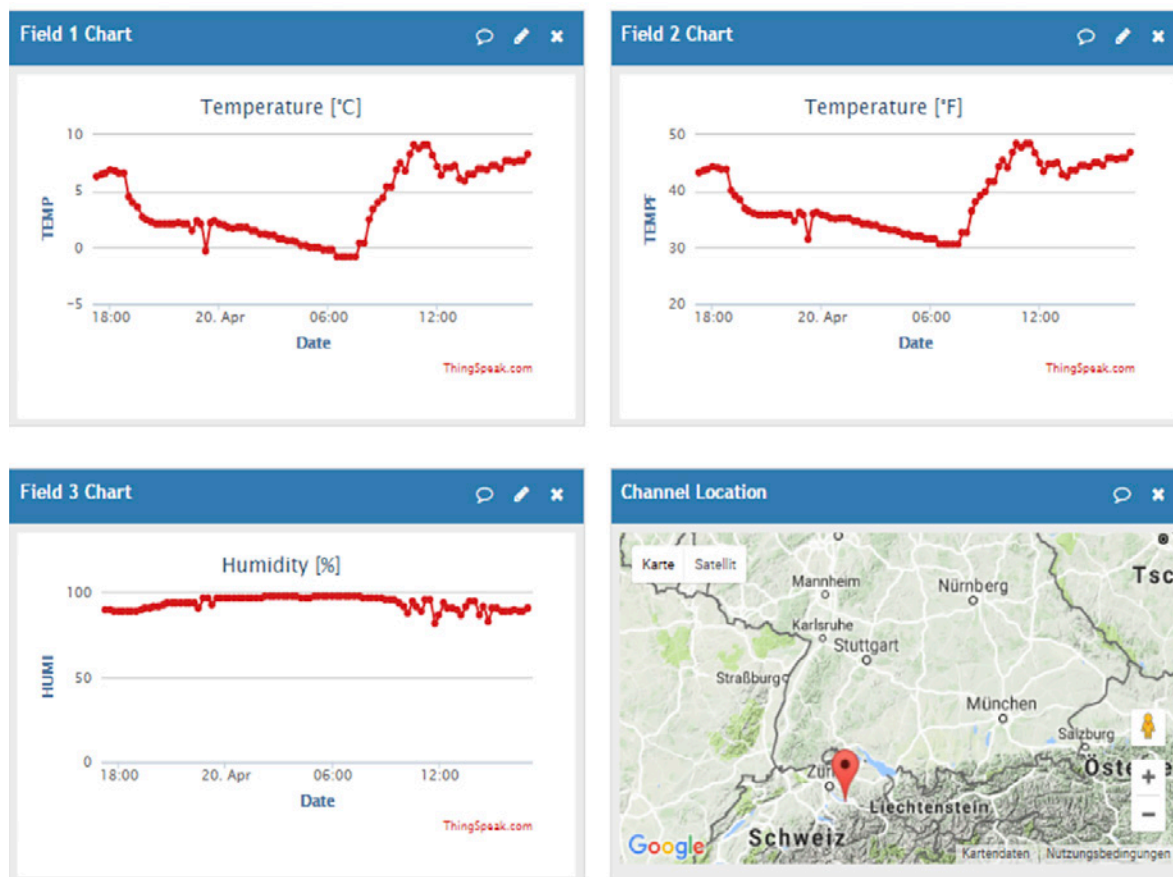 Field 1 Chart
Temperature [°C]
10
5
0
−5
TEMP
18:00 20. Apr 06:00 12:00
Date
ThingSpeak.com
Field 2 Chart
Temperature [°F]
50
40
30
20
TEMPF
18:00 20. Apr 06:00 12:00
Date
ThingSpeak.com
Field 3 Chart
Humidity [%]
100
50
0
HUMI
18:00 20. Apr 06:00 12:00
Date
ThingSpeak.com
Channel Location
Karte Satellit
Tsc
Mannheim
Nürnberg
Karlsruhe
Stuttgart
Straßburg
München
Salzburg
Öste
Zür
Liechtenstein
Schweiz
+
−
Google
Kartendaten Nutzungsbedingungen